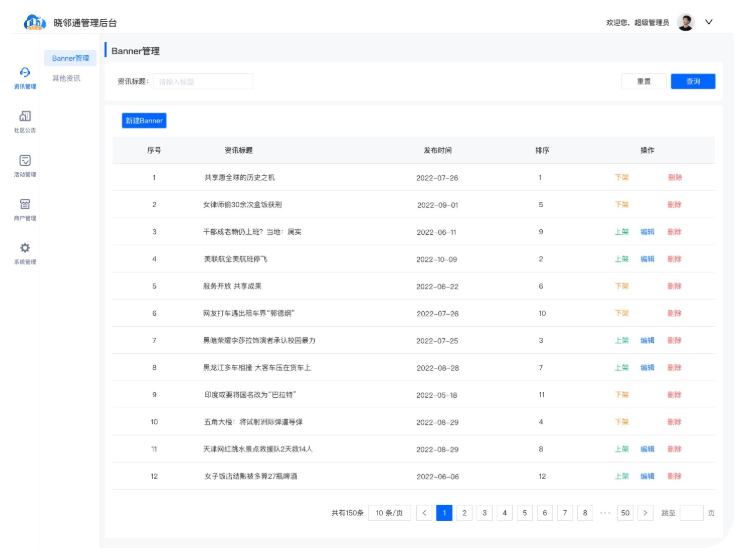 晓邻通管理后台
欢迎您，超级管理员
Banner管理
其他资讯
资讯管理
社区公告
活动管理
商户管理
系统管理
Banner管理
资讯标题： 请输入标题 重置 查询
新建Banner
序号 资讯标题 发布时间 排序 操作
1 共享惠全球的历史之机 2022-07-26 1 下架 删除
2 女律师偷30余次盒饭获刑 2022-09-01 5 下架 删除
3 干部成老赖仍上班？当地：属实 2022-06-11 9 上架 编辑 删除
4 美联航全美航班停飞 2022-10-09 2 上架 编辑 删除
5 服务开放 共享成果 2022-06-22 6 下架 删除
6 网友打车遇出租车界“郭德纲” 2022-07-26 10 下架 删除
7 黑暗荣耀李莎拉饰演者承认校园暴力 2022-07-25 3 上架 编辑 删除
8 黑龙江多车相撞 大客车压在货车上 2022-08-28 7 上架 编辑 删除
9 印度或要将国名改为“巴拉特” 2022-05-18 11 下架 删除
10 五角大楼：将试射洲际弹道导弹 2022-08-29 4 下架 删除
11 天津网红跳水景点救援队2天救14人 2022-08-29 8 上架 编辑 删除
12 女子饭店结账被多算27瓶啤酒 2022-06-06 12 上架 编辑 删除
共有150条 10 条/页 < 1 2 3 4 5 6 7 8 ··· 50 > 跳至 页